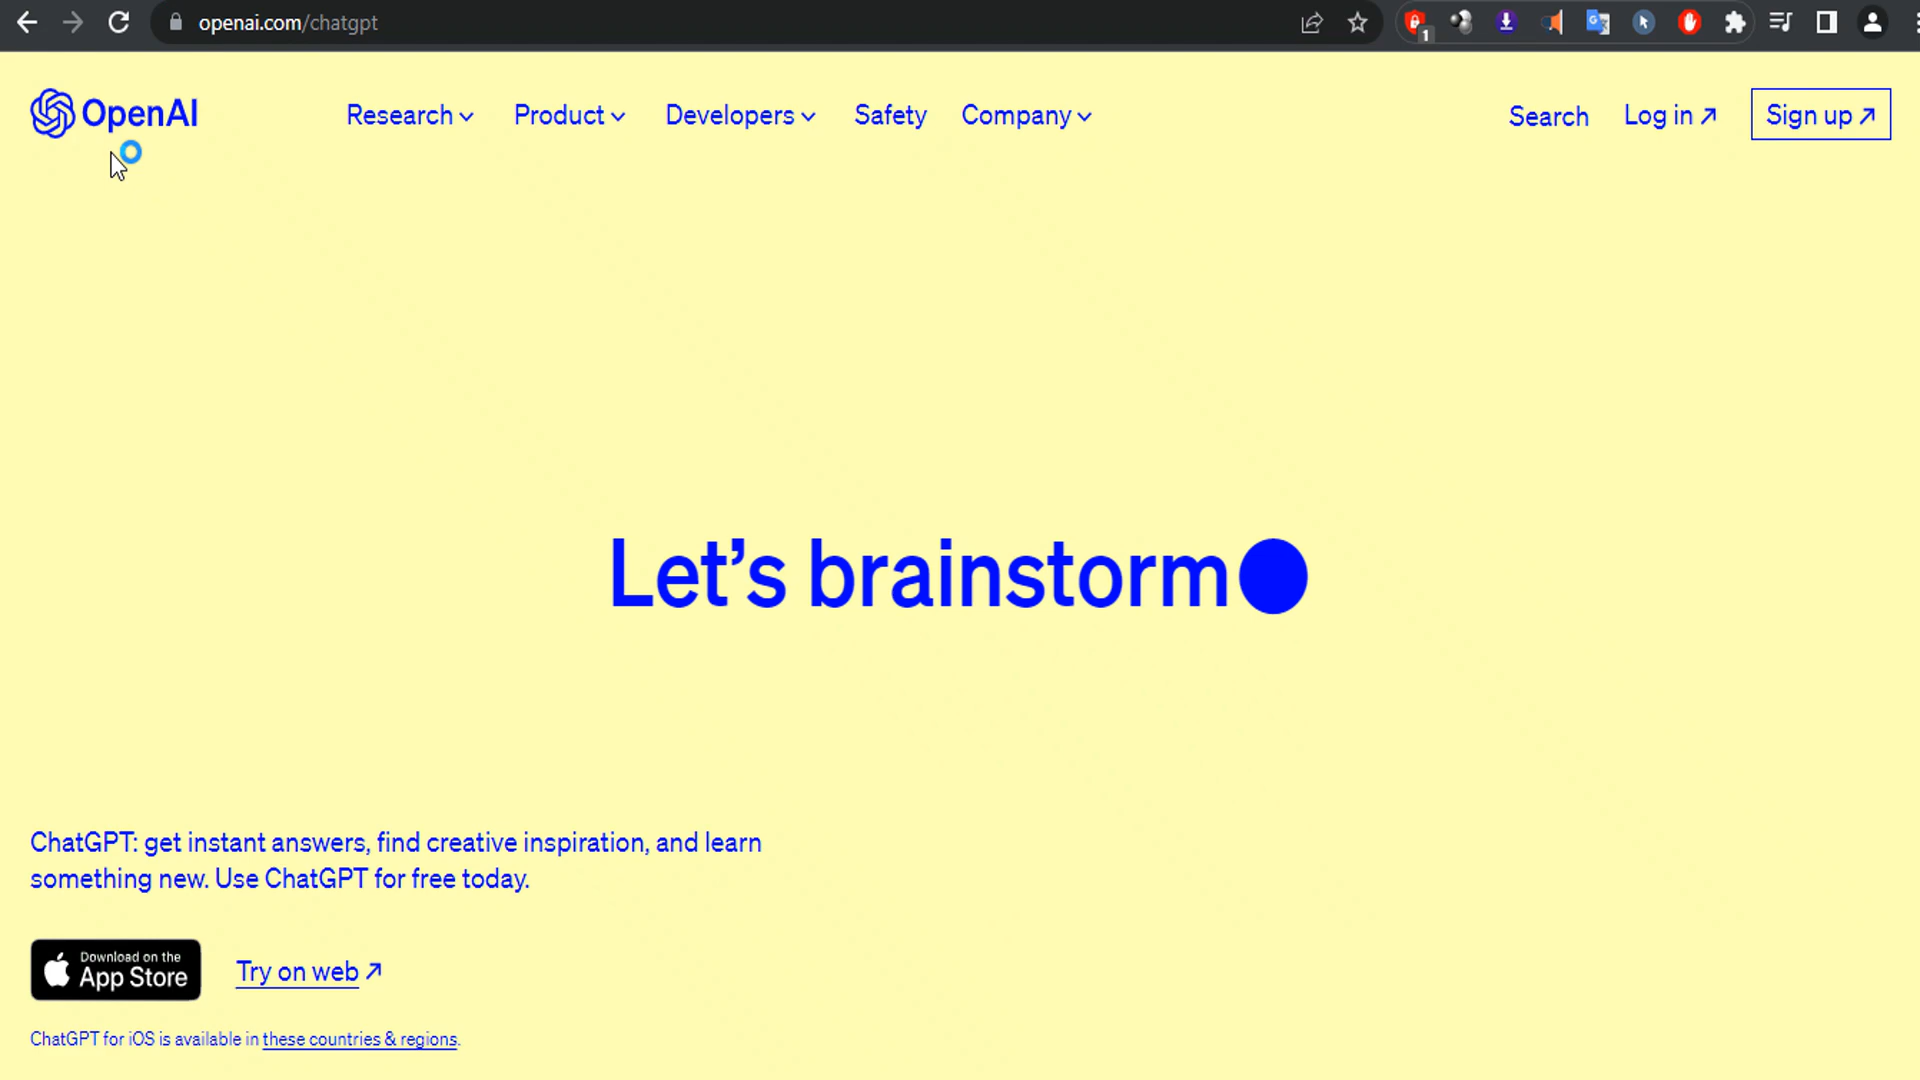 openai.com/chatgpt
1
OpenAI
Research
Product
Developers
Safety
Company
Search
Log in ↗
Sign up ↗
Let’s brainstorm
ChatGPT: get instant answers, find creative inspiration, and learn
something new. Use ChatGPT for free today.
Download on the
App Store
Try on web ↗
ChatGPT for iOS is available in these countries & regions.